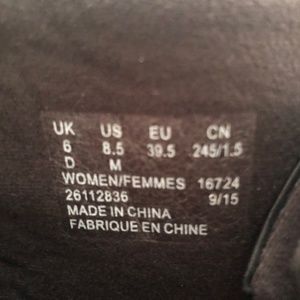 UK US EU CN
6 8.5 39.5 245/1.5
D M
WOMEN/FEMMES 16724
26112836 9/15
MADE IN CHINA
FABRIQUE EN CHINE